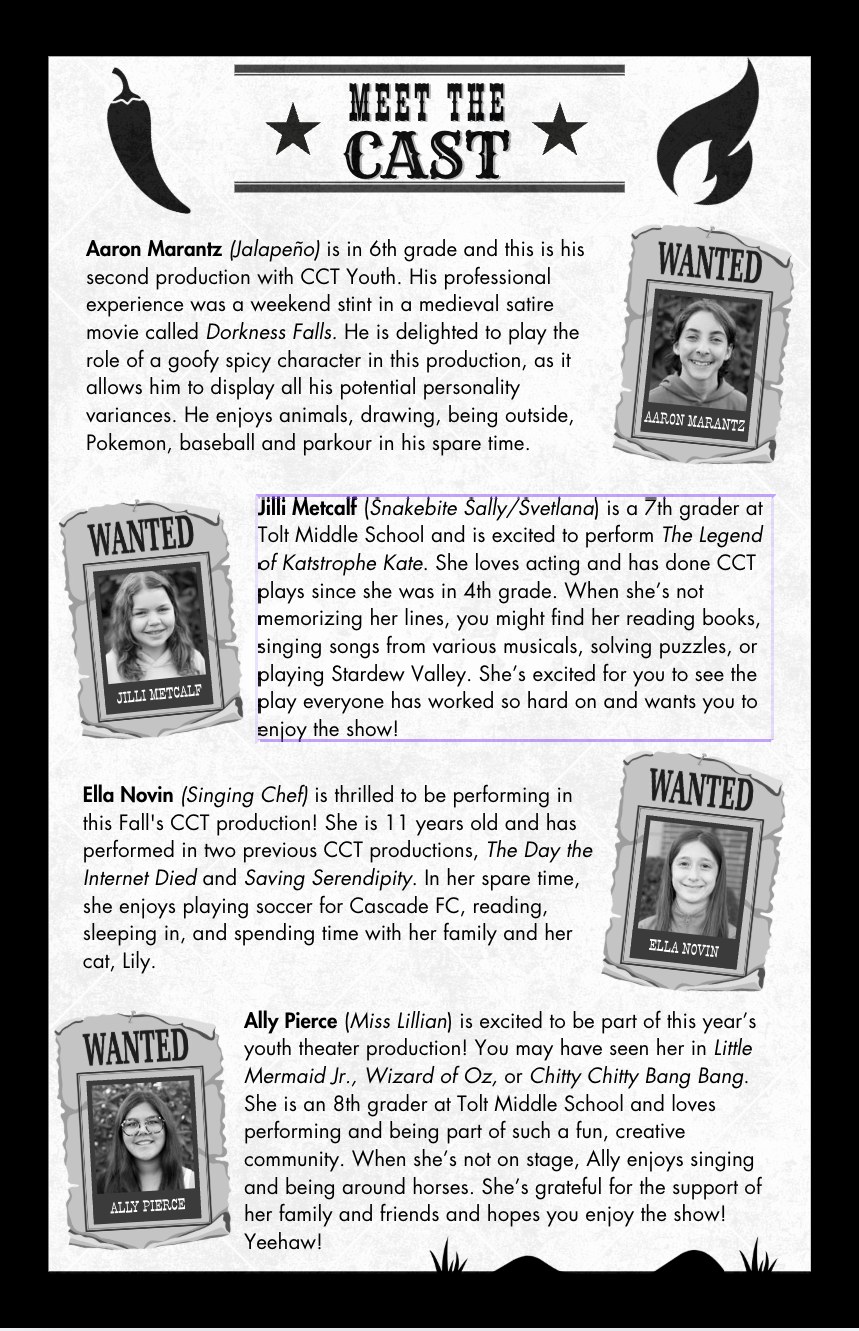 MEET THE
CAST
Aaron Marantz (Jalapeño) is in 6th grade and this is his
second production with CCT Youth. His professional
experience was a weekend stint in a medieval satire
movie called Dorkness Falls. He is delighted to play the
role of a goofy spicy character in this production, as it
allows him to display all his potential personality
variances. He enjoys animals, drawing, being outside,
Pokemon, baseball and parkour in his spare time.
WANTED
AARON MARANTZ
WANTED
JILLI METCALF
Jilli Metcalf (Snakebite Sally/Svetlana) is a 7th grader at
Tolt Middle School and is excited to perform The Legend
of Katstrophe Kate. She loves acting and has done CCT
plays since she was in 4th grade. When she’s not
memorizing her lines, you might find her reading books,
singing songs from various musicals, solving puzzles, or
playing Stardew Valley. She’s excited for you to see the
play everyone has worked so hard on and wants you to
enjoy the show!
Ella Novin (Singing Chef) is thrilled to be performing in
this Fall's CCT production! She is 11 years old and has
performed in two previous CCT productions, The Day the
Internet Died and Saving Serendipity. In her spare time,
she enjoys playing soccer for Cascade FC, reading,
sleeping in, and spending time with her family and her
cat, Lily.
WANTED
ELLA NOVIN
WANTED
ALLY PIERCE
Ally Pierce (Miss Lillian) is excited to be part of this year’s
youth theater production! You may have seen her in Little
Mermaid Jr., Wizard of Oz, or Chitty Chitty Bang Bang.
She is an 8th grader at Tolt Middle School and loves
performing and being part of such a fun, creative
community. When she’s not on stage, Ally enjoys singing
and being around horses. She’s grateful for the support of
her family and friends and hopes you enjoy the show!
Yeehaw!